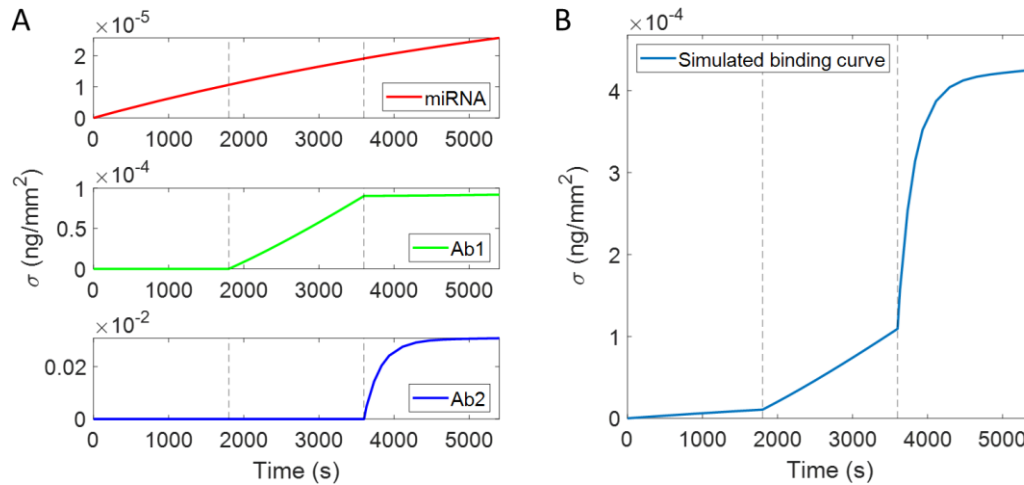 A
×10⁻⁵
2
1
0
miRNA
0 1000 2000 3000 4000 5000
×10⁻⁴
1
0.5
0
Ab1
0 1000 2000 3000 4000 5000
×10⁻²
0.02
0
Ab2
0 1000 2000 3000 4000 5000
σ (ng/mm²)
Time (s)
B
×10⁻⁴
Simulated binding curve
4
3
2
1
0
0 1000 2000 3000 4000 5000
σ (ng/mm²)
Time (s)